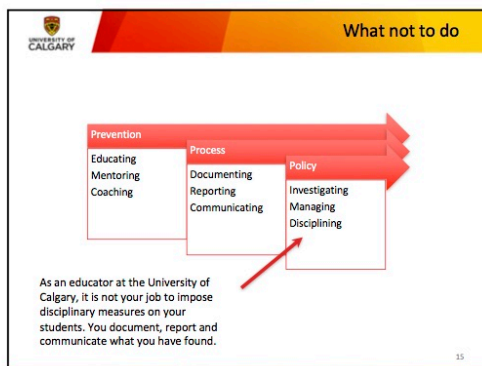 UNIVERSITY OF
CALGARY
What not to do
Prevention
Educating
Mentoring
Coaching
Process
Documenting
Reporting
Communicating
Policy
Investigating
Managing
Disciplining
As an educator at the University of
Calgary, it is not your job to impose
disciplinary measures on your
students. You document, report and
communicate what you have found.
15